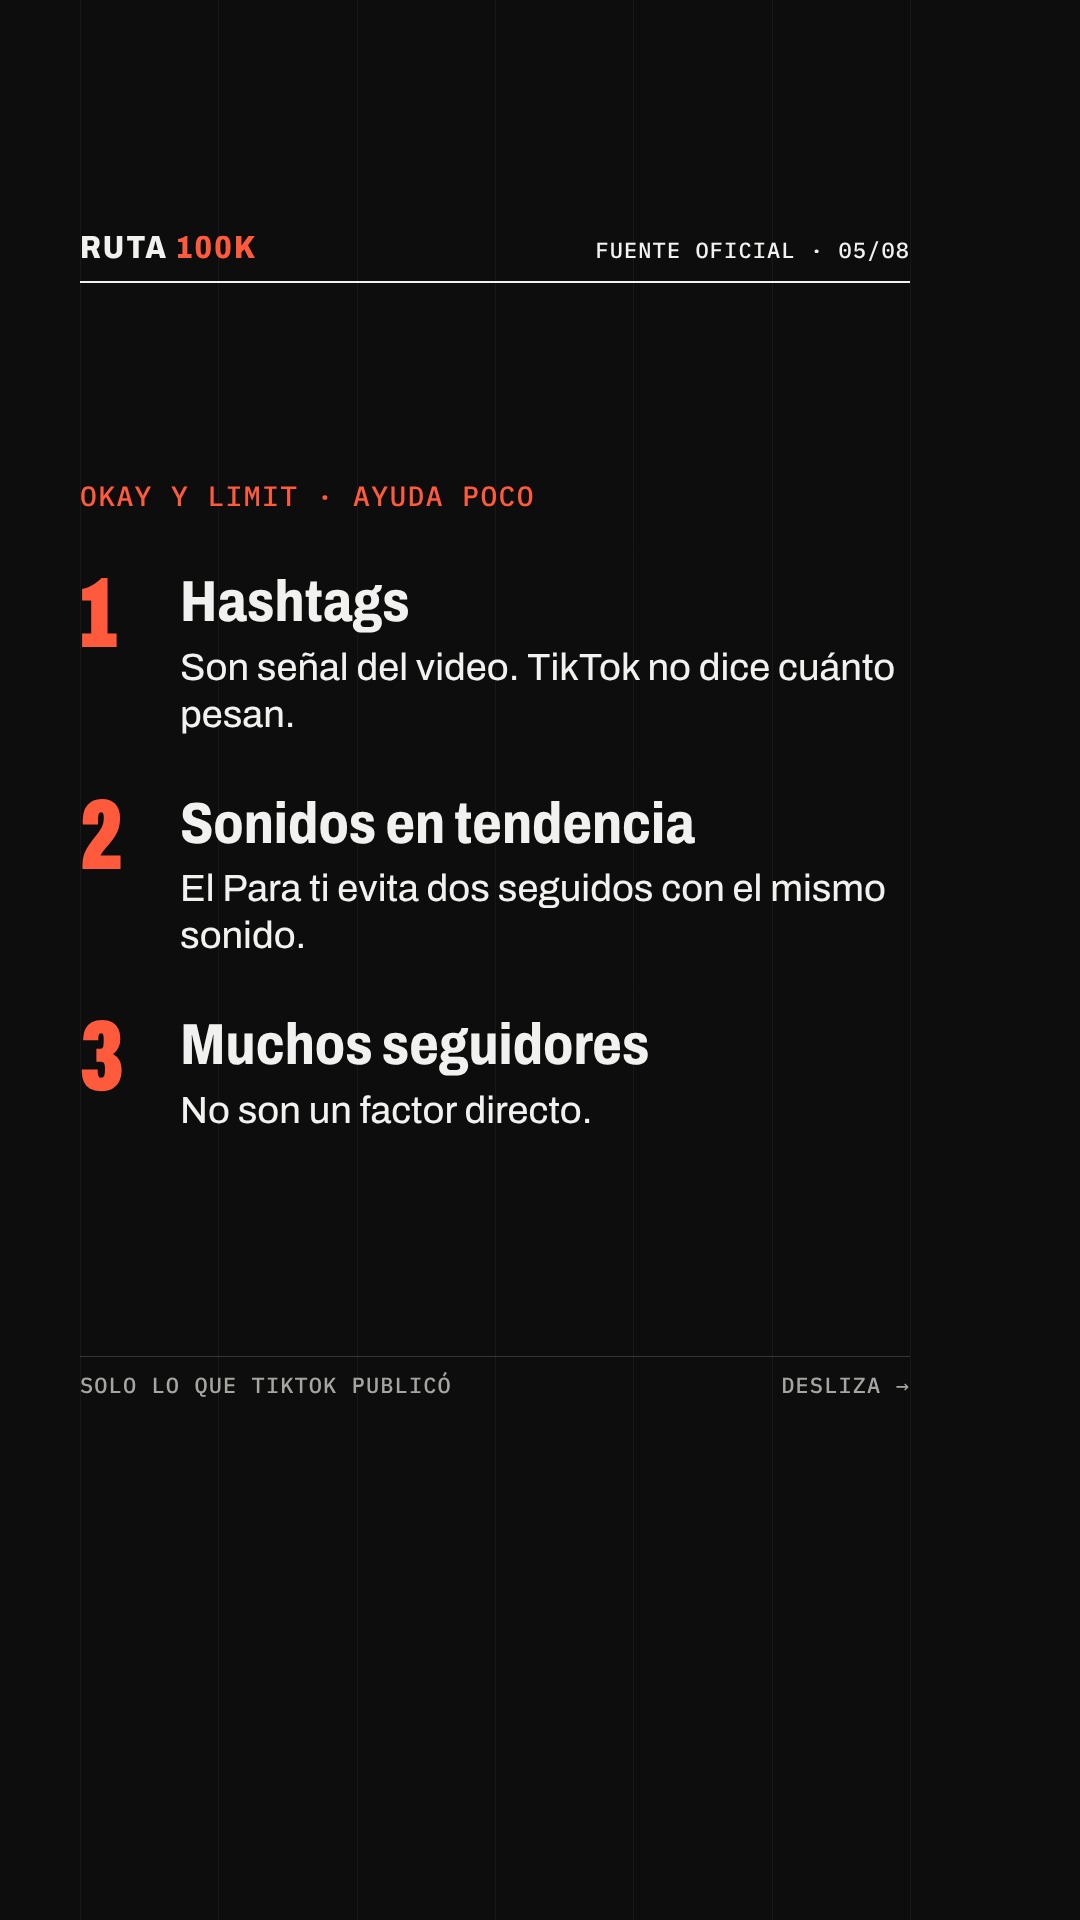 RUTA 100K
FUENTE OFICIAL · 05/08
OKAY Y LIMIT · AYUDA POCO
1
Hashtags
Son señal del video. TikTok no dice cuánto
pesan.
2
Sonidos en tendencia
El Para ti evita dos seguidos con el mismo
sonido.
3
Muchos seguidores
No son un factor directo.
SOLO LO QUE TIKTOK PUBLICÓ
DESLIZA →